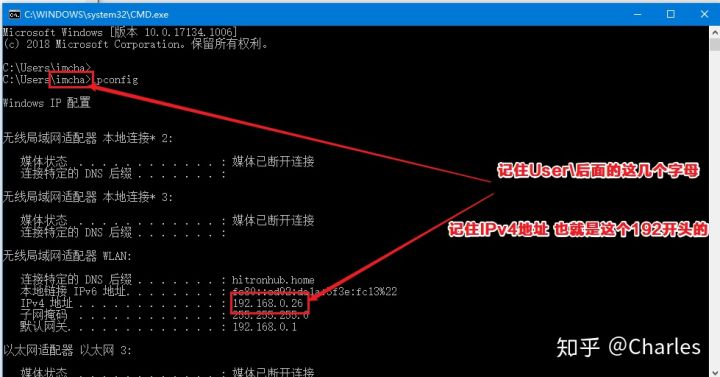 C:\WINDOWS\system32\CMD.exe
Microsoft Windows [版本 10.0.17134.1006]
(c) 2018 Microsoft Corporation。保留所有权利。
C:\Users\imcha>
C:\Users\imcha>ipconfig
Windows IP 配置
无线局域网适配器 本地连接* 2:
媒体状态 . . . . . . . . . . . . : 媒体已断开连接
连接特定的 DNS 后缀 . . . . . . . :
无线局域网适配器 本地连接* 3:
媒体状态 . . . . . . . . . . . . : 媒体已断开连接
连接特定的 DNS 后缀 . . . . . . . :
记住User\后面的这几个字母
记住IPv4地址 也就是这个192开头的
无线局域网适配器 WLAN:
连接特定的 DNS 后缀 . . . . . . . : hitronhub.home
本地链接 IPv6 地址. . . . . . . . :
IPv4 地址 . . . . . . . . . . . . : 192.168.0.26
子网掩码 . . . . . . . . . . . . : 255.255.255.0
默认网关. . . . . . . . . . . . . : 192.168.0.1
以太网适配器 以太网 3:
媒体状态 . . . . . . . . . . . . : 媒体已断开连接
知乎 @Charles